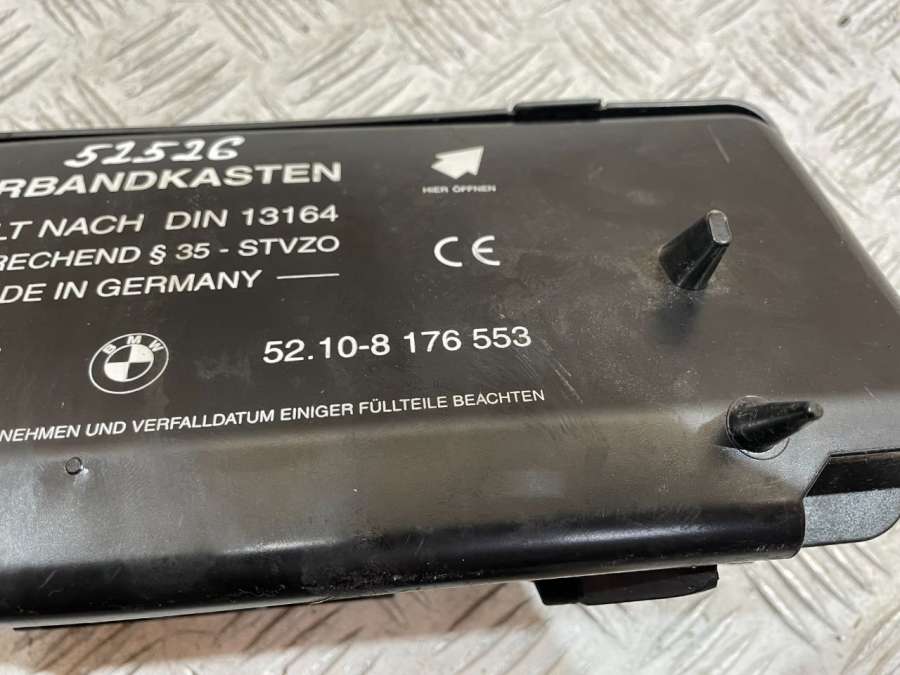 52526
RBANDKASTEN
HIER ÖFFNEN
LT NACH DIN 13164
RECHEND § 35 - STVZO
CE
DE IN GERMANY
BMW
52.10-8 176 553
NEHMEN UND VERFALLDATUM EINIGER FÜLLTEILE BEACHTEN